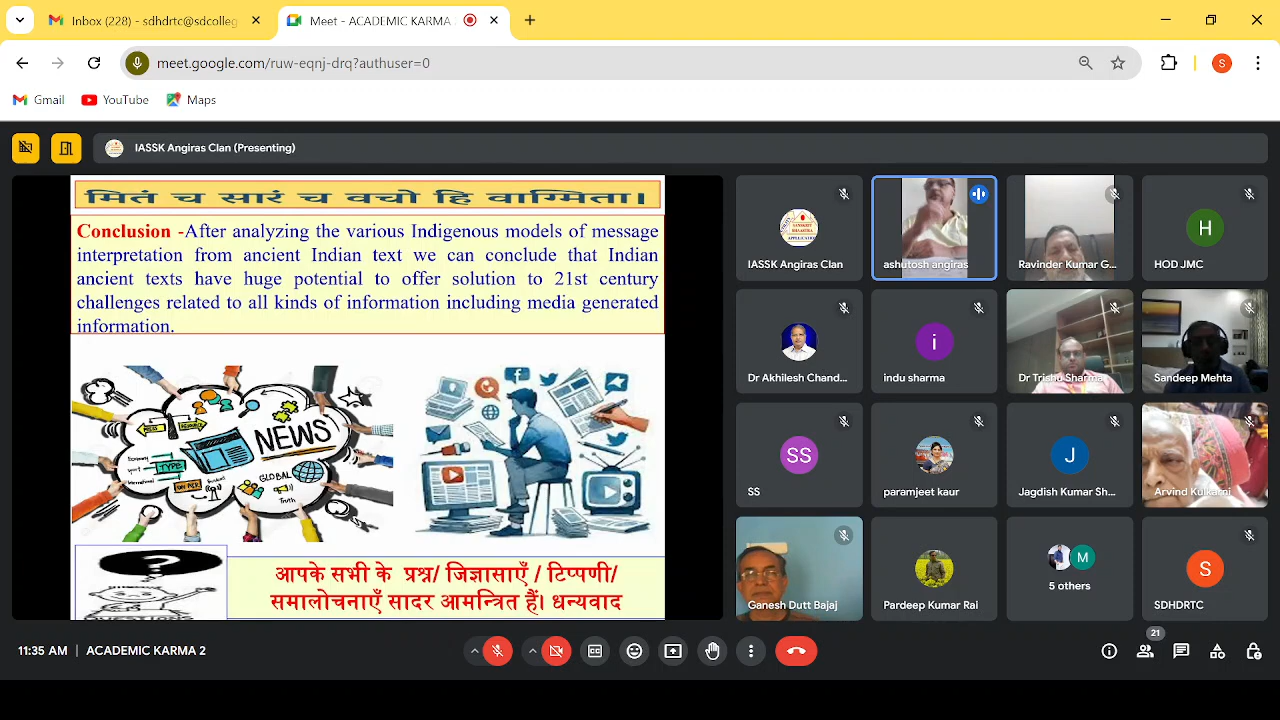 Inbox (228) - sdhdrtc@sdcolleg
Meet - ACADEMIC KARMA
meet.google.com/ruw-eqnj-drq?authuser=0
S
Gmail
YouTube
Maps
IASSK Angiras Clan (Presenting)
मितं च सारं च वचो हि वाग्मिता।
Conclusion -After analyzing the various Indigenous models of message
interpretation from ancient Indian text we can conclude that Indian
ancient texts have huge potential to offer solution to 21st century
challenges related to all kinds of information including media generated
information.
NEWS
TYPE
GLOBAL
Truth
?
QUESTIONS
आपके सभी के प्रश्न/ जिज्ञासाएँ / टिप्पणी/
समालोचनाएँ सादर आमन्त्रित हैं। धन्यवाद
IASSK Angiras Clan
ashutosh angiras
Ravinder Kumar G...
H
HOD JMC
Dr Akhilesh Chand...
i
indu sharma
Dr Trishu Sharma
Sandeep Mehta
SS
SS
paramjeet kaur
J
Jagdish Kumar Sh...
Arvind Kulkarni
Ganesh Dutt Bajaj
Pardeep Kumar Rai
M
5 others
S
SDHDRTC
11:35 AM | ACADEMIC KARMA 2
21